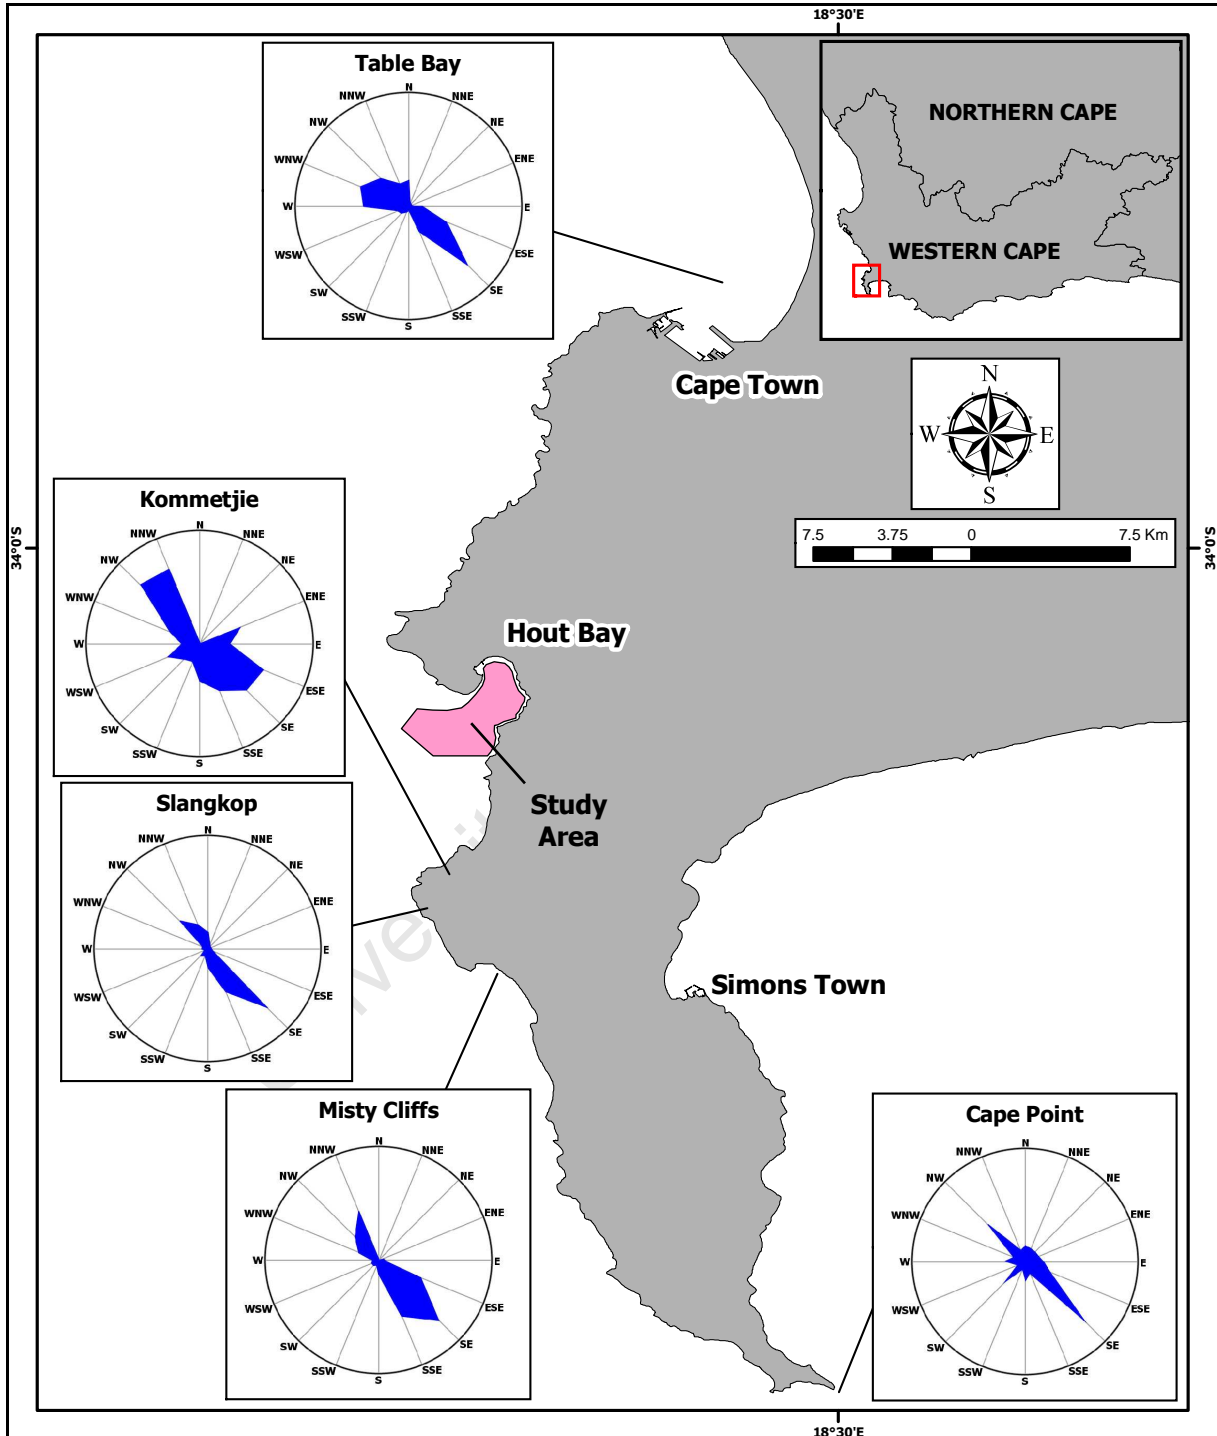 18°30'E
Table Bay
N
NNW
NNE
NW
NE
WNW
ENE
W
E
WSW
ESE
SW
SE
SSW
SSE
S
NORTHERN CAPE
WESTERN CAPE
Cape Town
N
W
E
S
Kommetjie
N
NNW
NNE
NW
NE
WNW
ENE
W
E
WSW
ESE
SW
SE
SSW
SSE
S
7.5 3.75 0 7.5 Km
34°0'S
34°0'S
Hout Bay
Study
Area
Slangkop
N
NNW
NNE
NW
NE
WNW
ENE
W
E
WSW
ESE
SW
SE
SSW
SSE
S
Simons Town
Misty Cliffs
N
NNW
NNE
NW
NE
WNW
ENE
W
E
WSW
ESE
SW
SE
SSW
SSE
S
Cape Point
N
NNW
NNE
NW
NE
WNW
ENE
W
E
WSW
ESE
SW
SE
SSW
SSE
S
18°30'E